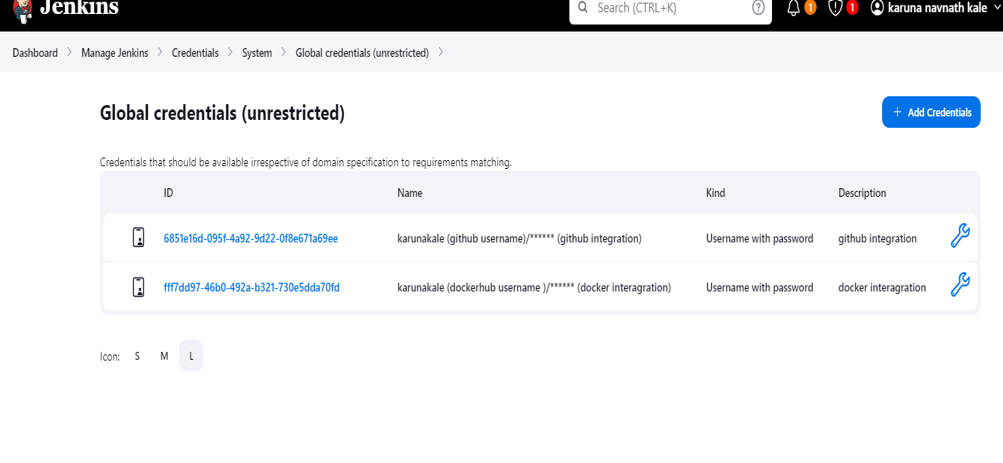 Jenkins
Search (CTRL+K)
?
1
1
karuna navnath kale
Dashboard > Manage Jenkins > Credentials > System > Global credentials (unrestricted) >
Global credentials (unrestricted)
+ Add Credentials
Credentials that should be available irrespective of domain specification to requirements matching.
ID Name Kind Description
6851e16d-095f-4a92-9d22-0f8e671a69ee karunakale (github username)/****** (github integration) Username with password github integration
fff7dd97-46b0-492a-b321-730e5dda70fd karunakale (dockerhub username )/****** (docker interagration) Username with password docker interagration
Icon: S M L